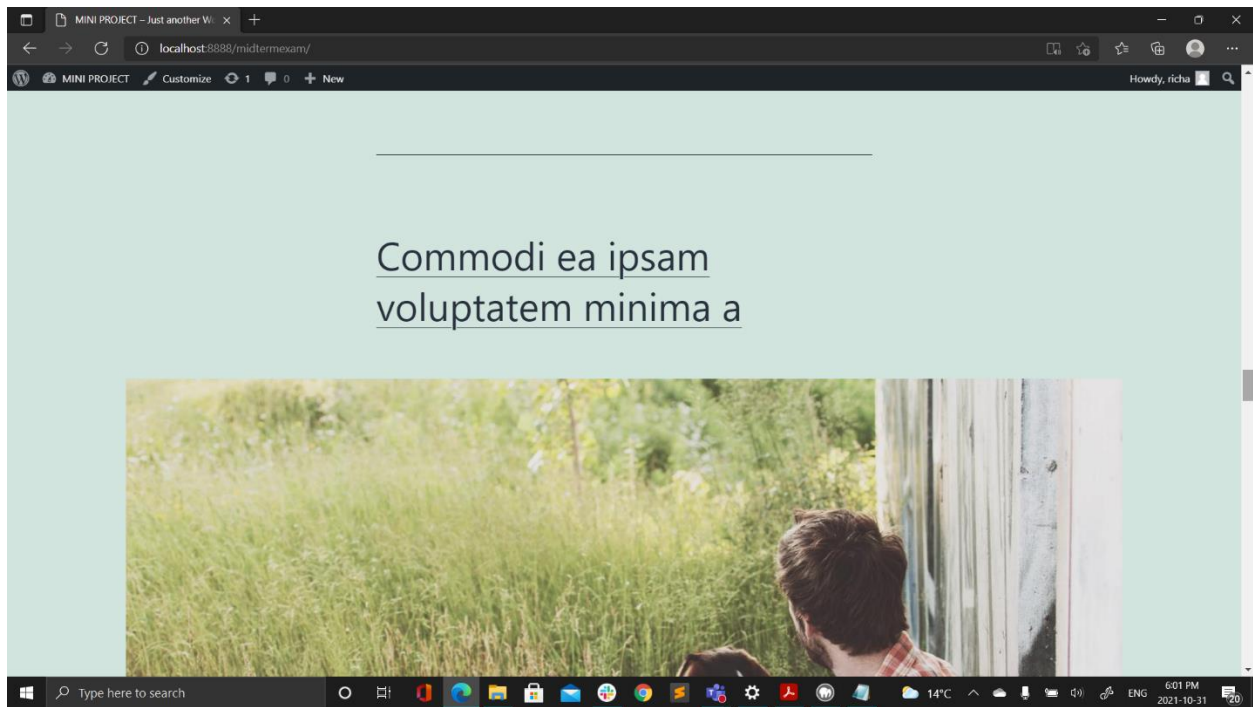 MINI PROJECT – Just another W
localhost:8888/midtermexam/
MINI PROJECT Customize 1 0 New Howdy, richa
Commodi ea ipsam
voluptatem minima a
Type here to search 14°C ENG 6:01 PM
2021-10-31 20